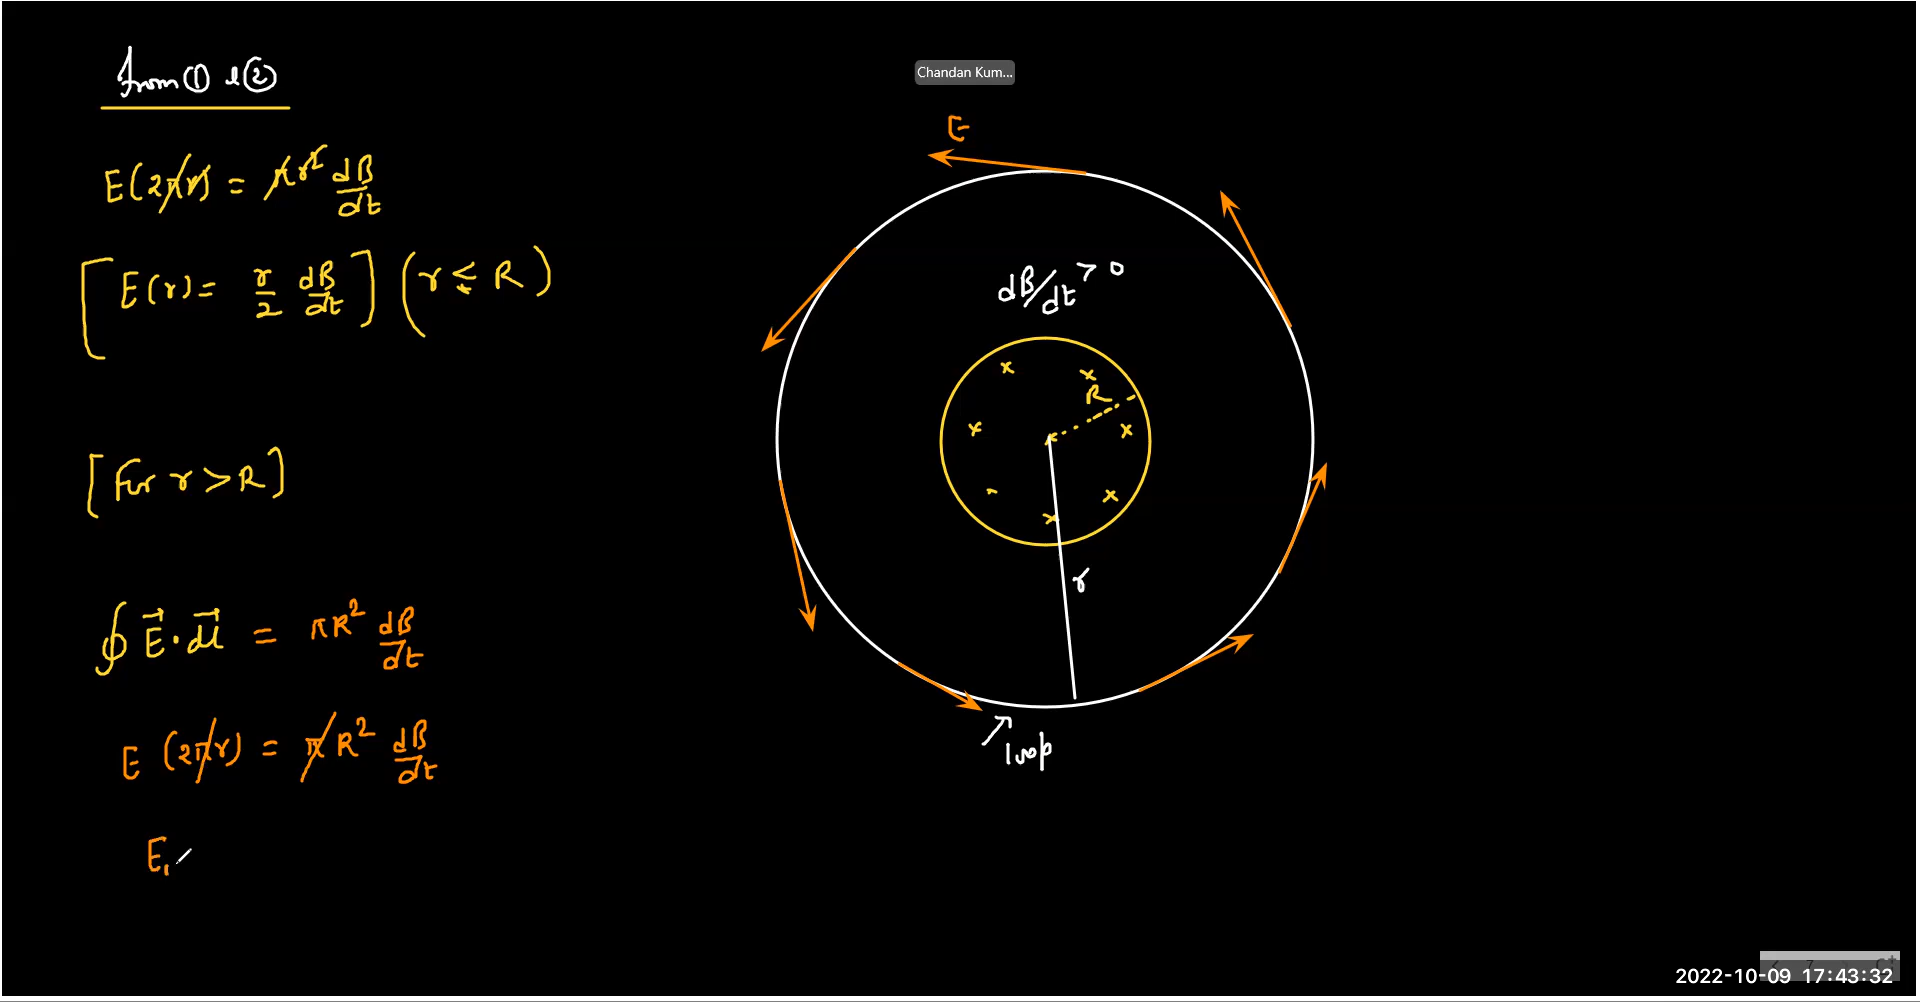 from ① & ②
E(2πr) = πr² dB/dt
[E(r) = r/2 dB/dt] (r ≤ R)
[For r > R]
∮ E⃗ · dl⃗ = πR² dB/dt
E (2πr) = πR² dB/dt
E,
Chandan Kum...
E
dB/dt > 0
R
r
loop
2022-10-09 17:43:32